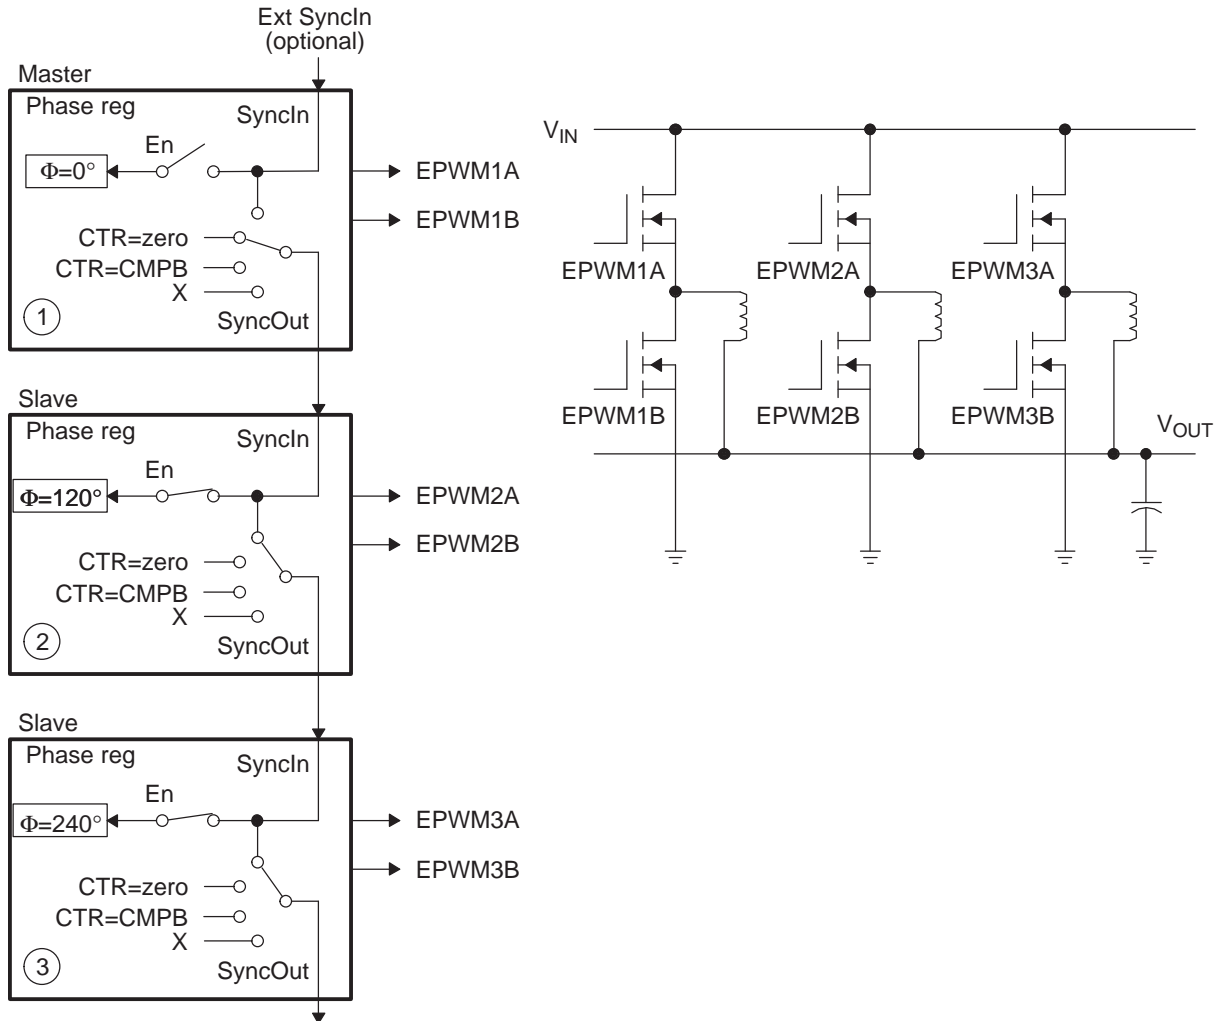 Ext SyncIn
(optional)
Master
Phase reg
SyncIn
En
Φ=0°
EPWM1A
EPWM1B
CTR=zero
CTR=CMPB
X
1
SyncOut
Slave
Phase reg
SyncIn
En
Φ=120°
EPWM2A
EPWM2B
CTR=zero
CTR=CMPB
X
2
SyncOut
Slave
Phase reg
SyncIn
En
Φ=240°
EPWM3A
EPWM3B
CTR=zero
CTR=CMPB
X
3
SyncOut
VIN
EPWM1A
EPWM2A
EPWM3A
EPWM1B
EPWM2B
EPWM3B
VOUT